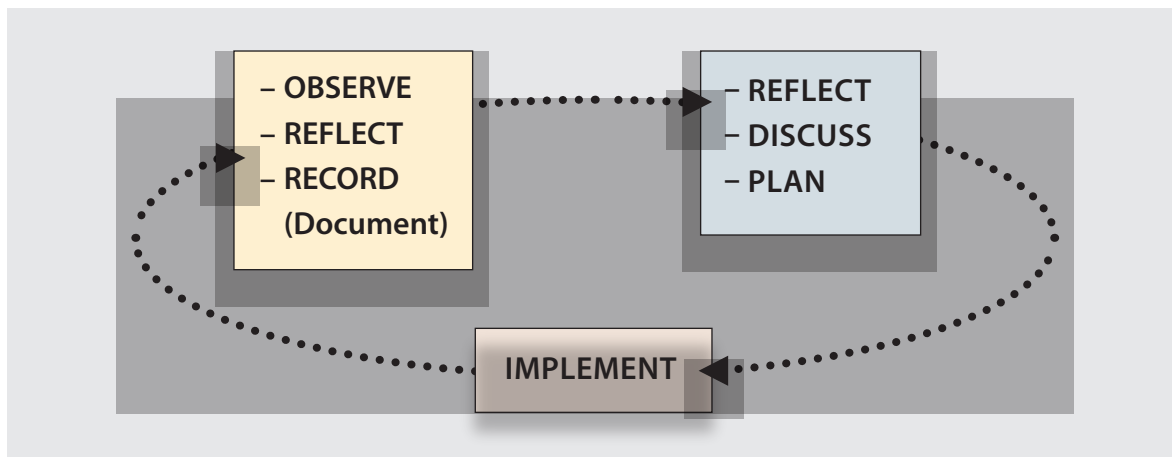 – OBSERVE
– REFLECT
– RECORD
(Document)
– REFLECT
– DISCUSS
– PLAN
IMPLEMENT